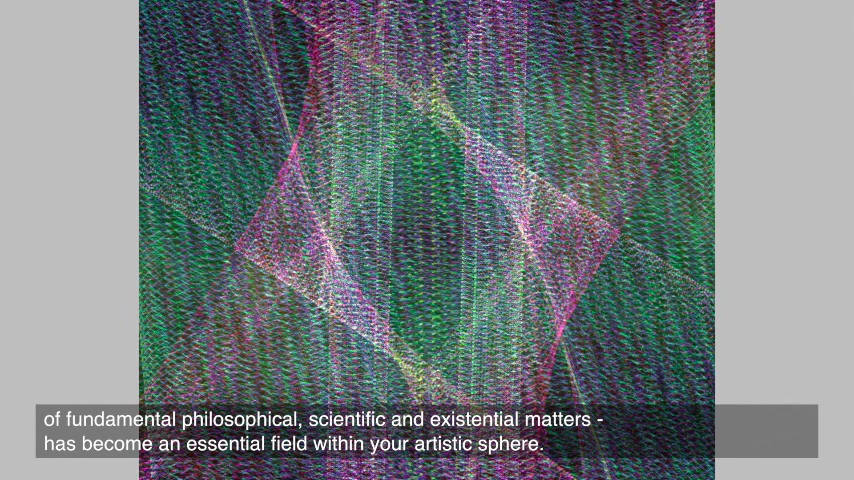 of fundamental philosophical, scientific and existential matters -
has become an essential field within your artistic sphere.